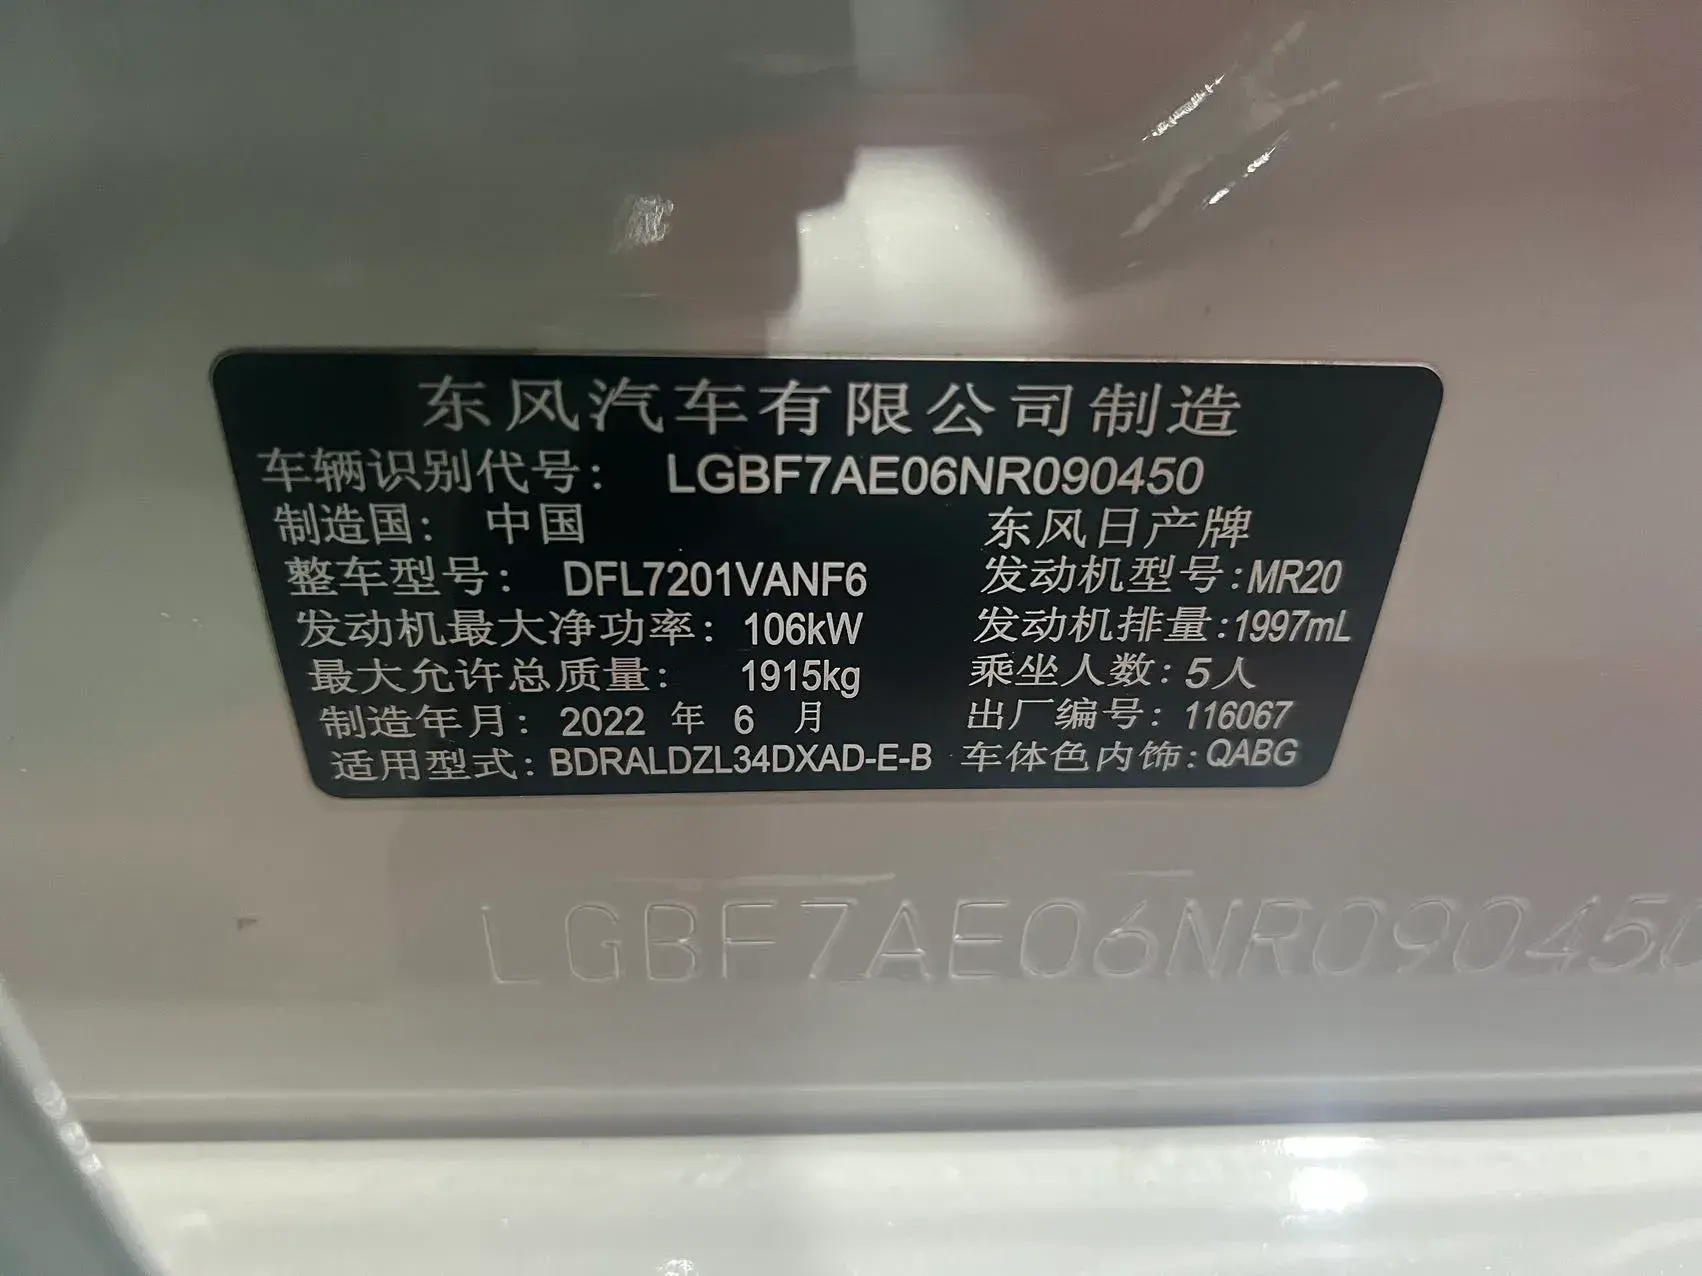 东风汽车有限公司制造
车辆识别代号: LGBF7AE06NR090450
制造国: 中国 东风日产牌
整车型号: DFL7201VANF6 发动机型号:MR20
发动机最大净功率: 106kW 发动机排量:1997mL
最大允许总质量: 1915kg 乘坐人数:5人
制造年月: 2022 年 6 月 出厂编号: 116067
适用型式: BDRALDZL34DXAD-E-B 车体色内饰:QABG
LGBF7AE06NR090450